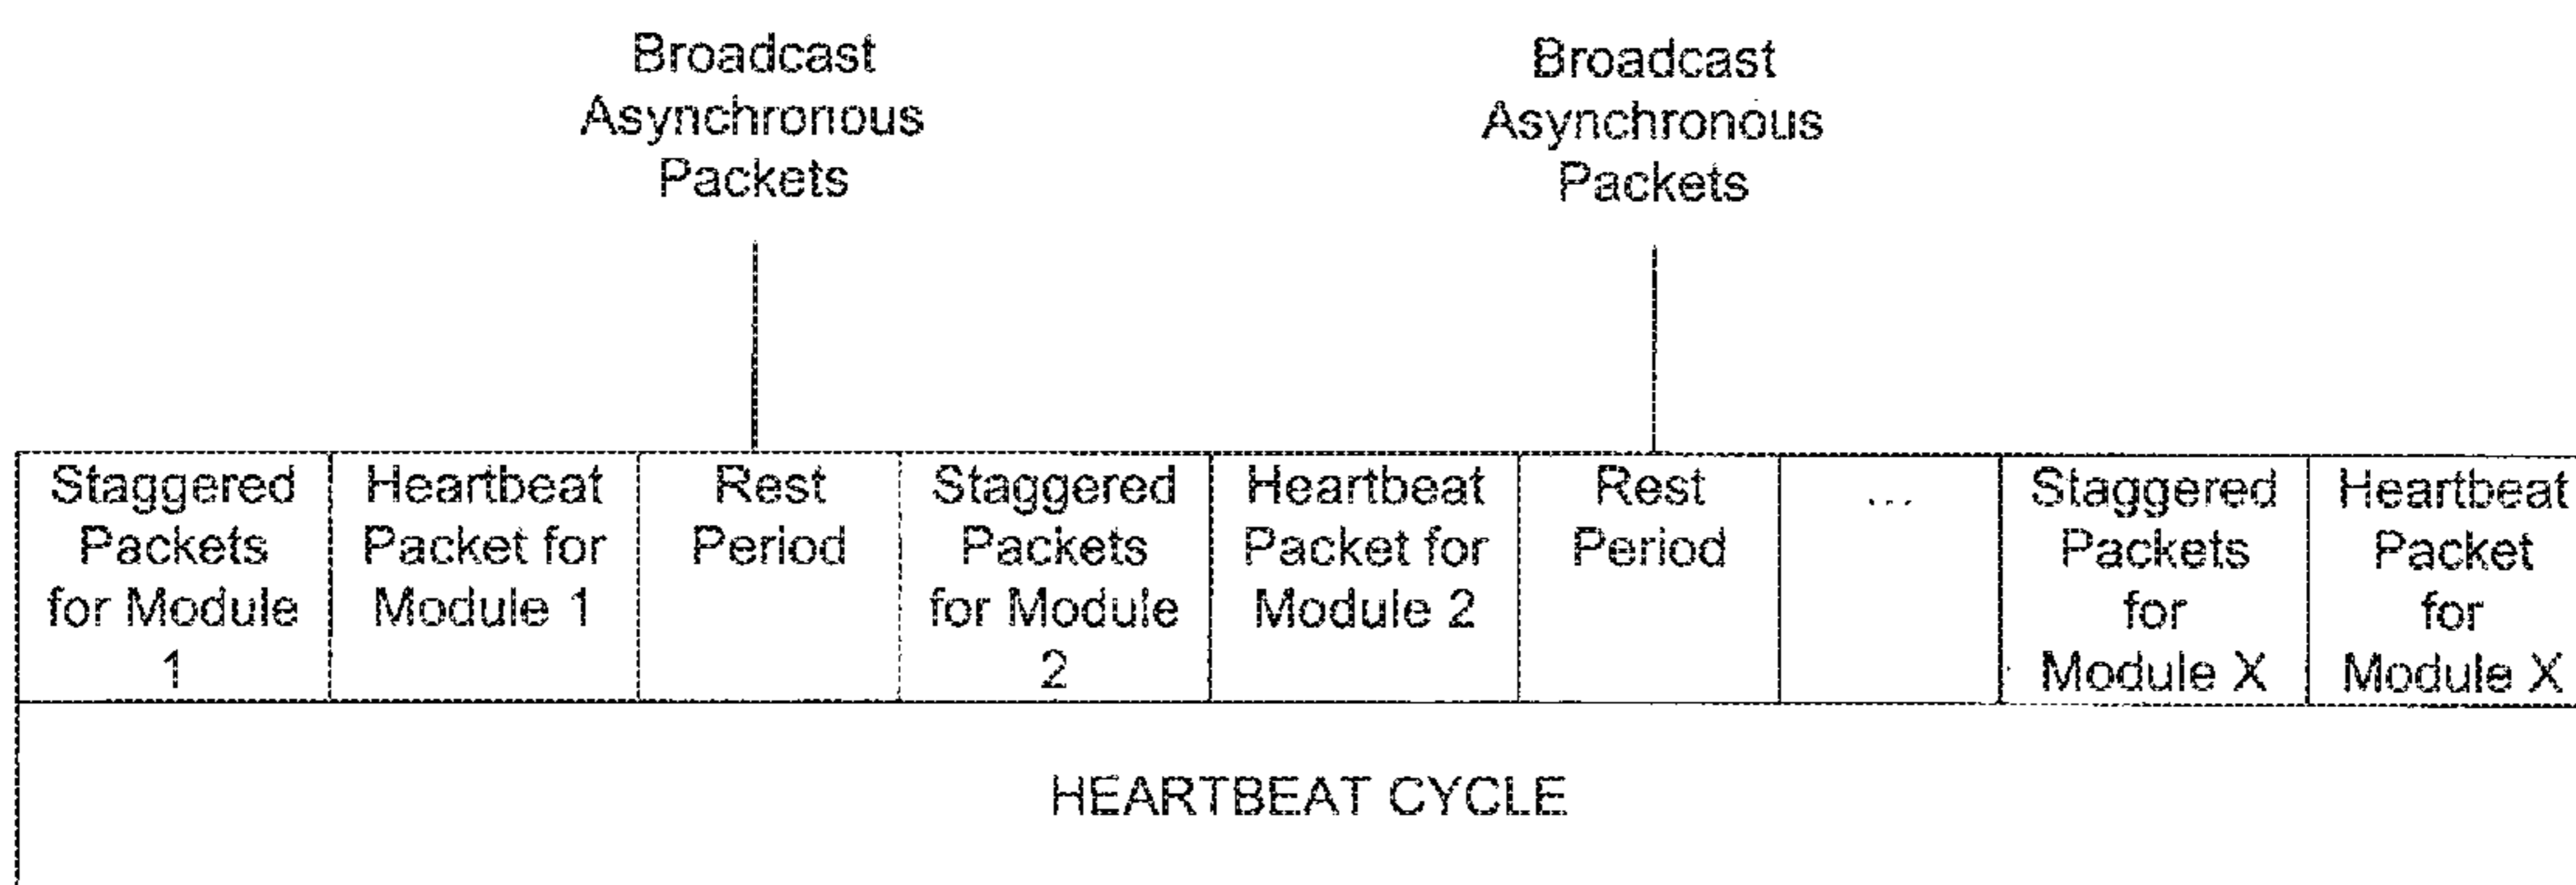 Broadcast
Asynchronous
Packets
Broadcast
Asynchronous
Packets
Staggered
Packets
for Module
1
Heartbeat
Packet for
Module 1
Rest
Period
Staggered
Packets
for Module
2
Heartbeat
Packet for
Module 2
Rest
Period
...
Staggered
Packets
for
Module X
Heartbeat
Packet
for
Module X
HEARTBEAT CYCLE